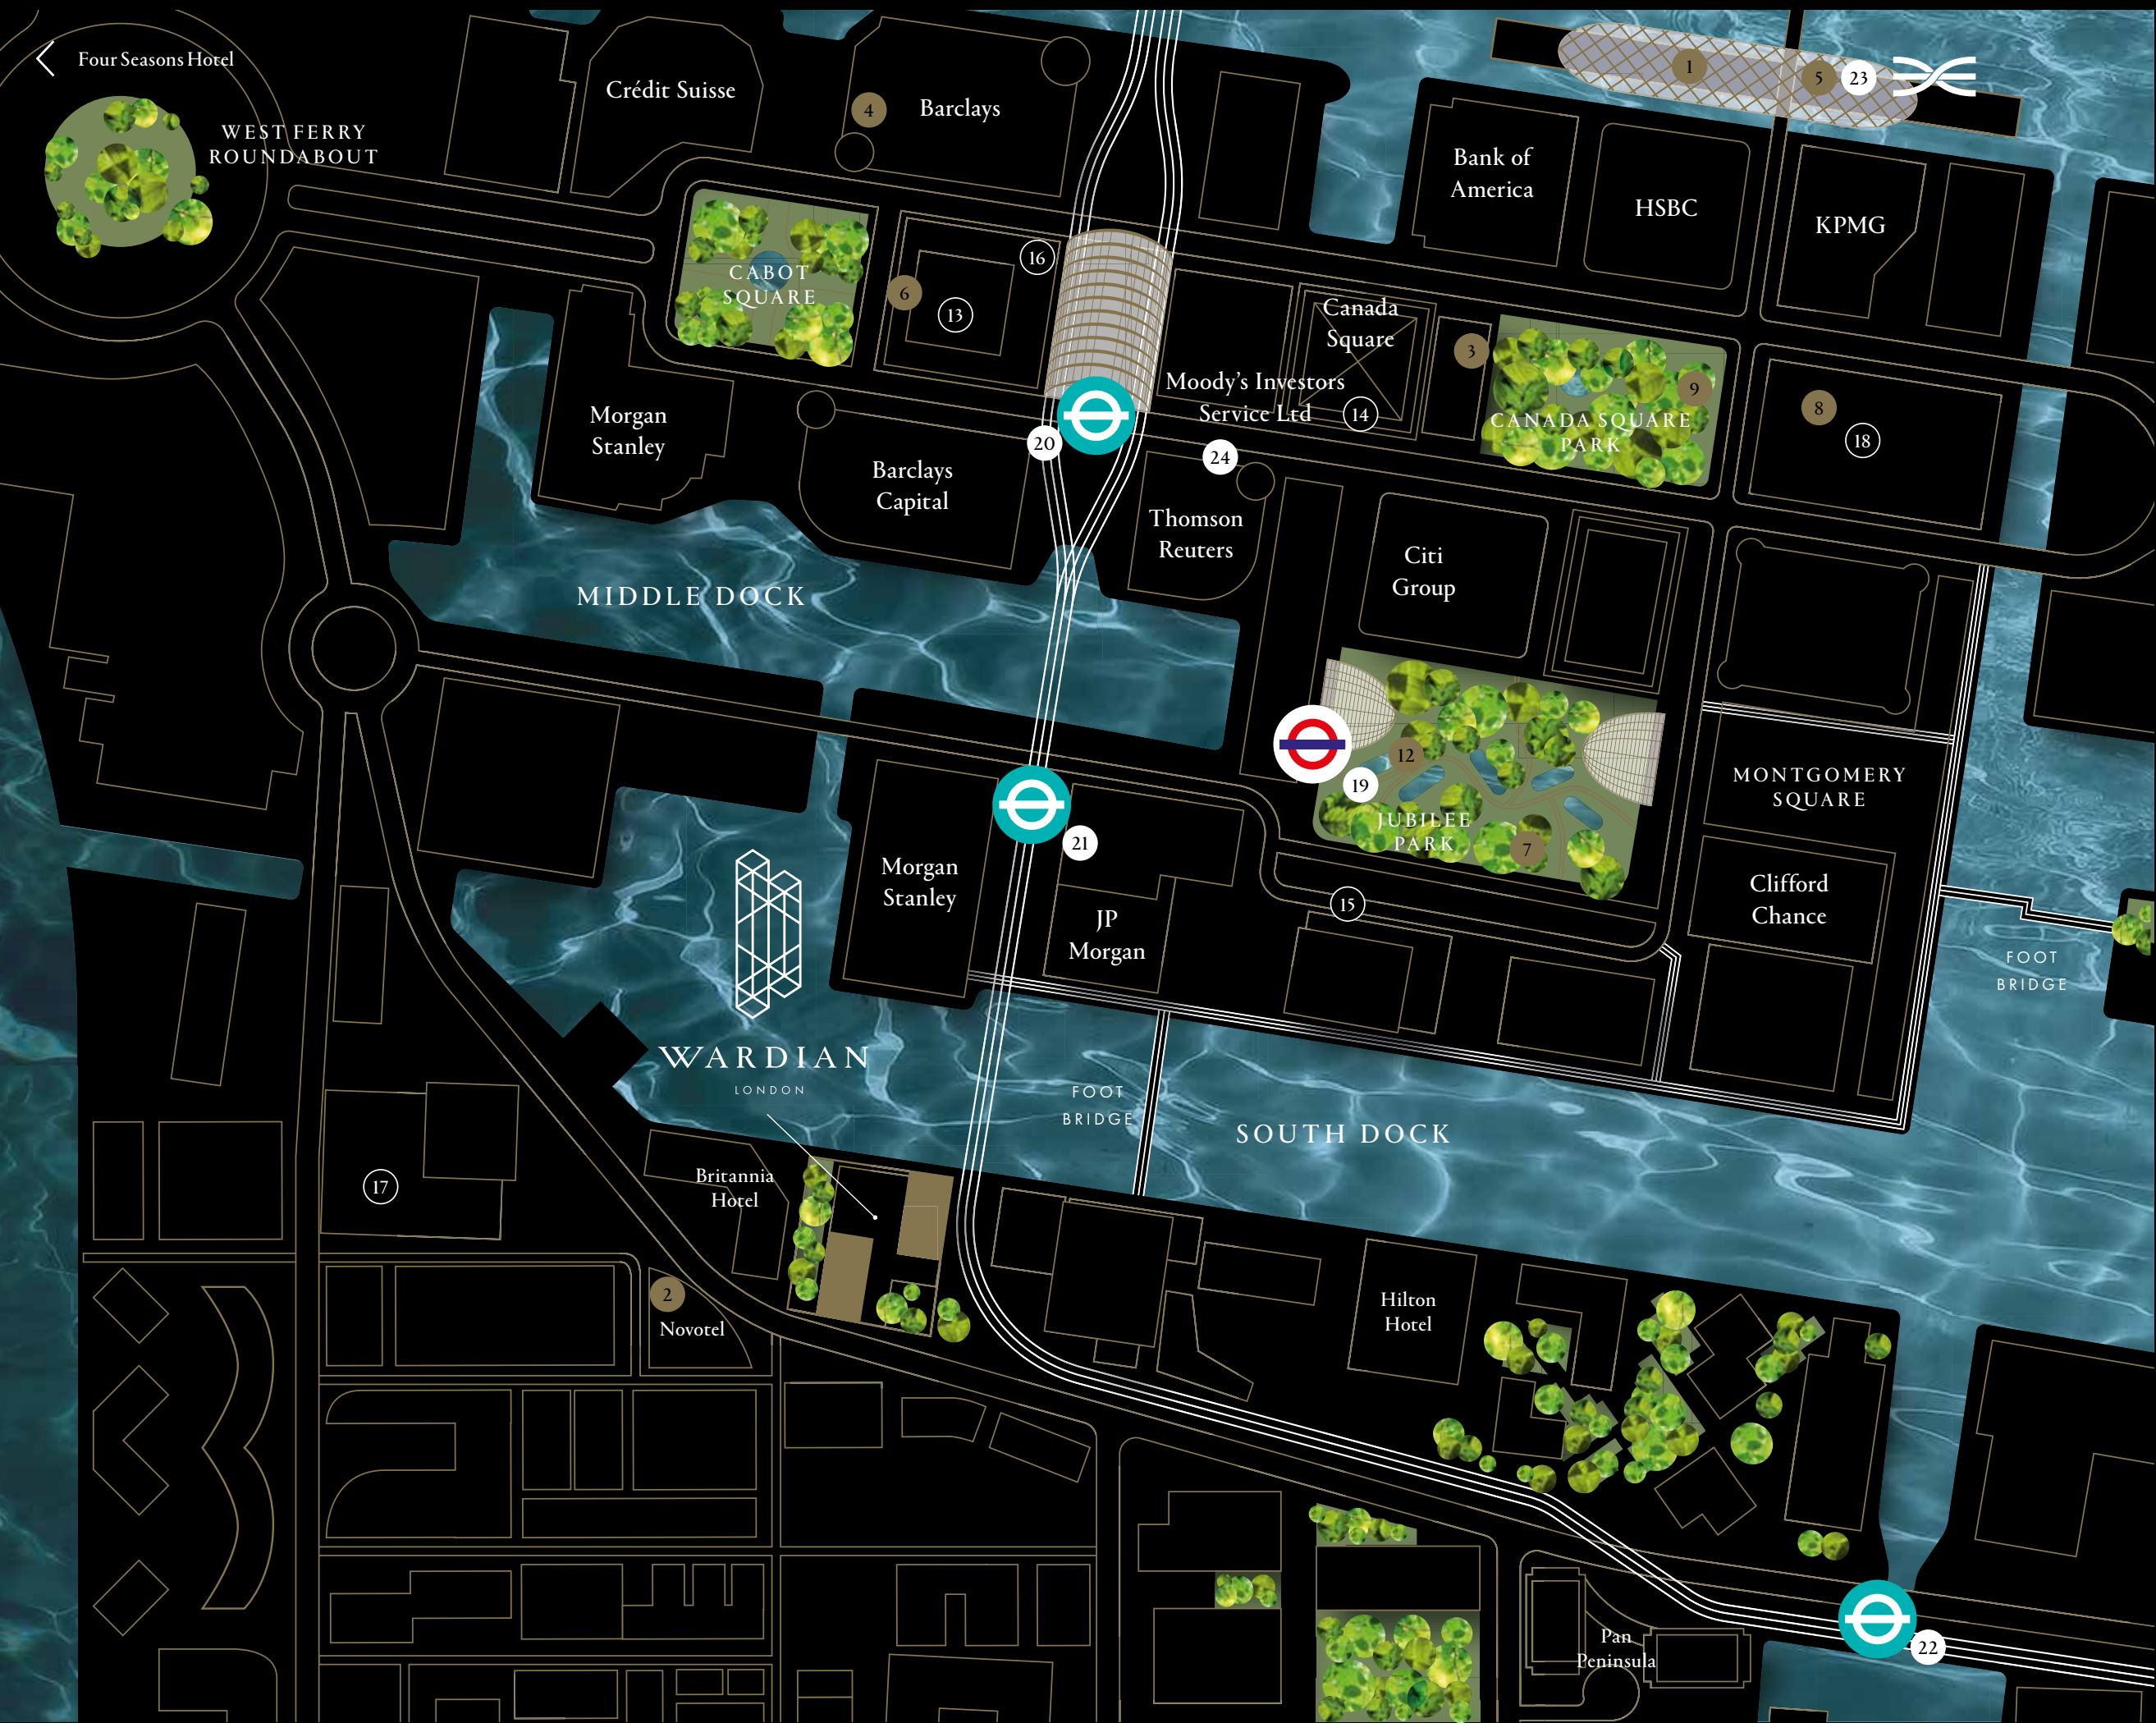 Four Seasons Hotel
WEST FERRY
ROUNDABOUT
Crédit Suisse
4
Barclays
1
5
23
Bank of
America
HSBC
KPMG
CABOT
SQUARE
6
13
16
Canada
Square
3
Moody's Investors
Service Ltd
14
9
CANADA SQUARE
PARK
8
18
Morgan
Stanley
20
24
Barclays
Capital
Thomson
Reuters
Citi
Group
MIDDLE DOCK
12
19
JUBILEE
PARK
7
MONTGOMERY
SQUARE
21
Morgan
Stanley
JP
Morgan
15
Clifford
Chance
FOOT
BRIDGE
WARDIAN
LONDON
FOOT
BRIDGE
SOUTH DOCK
17
Britannia
Hotel
2
Novotel
Hilton
Hotel
Pan
Peninsula
22